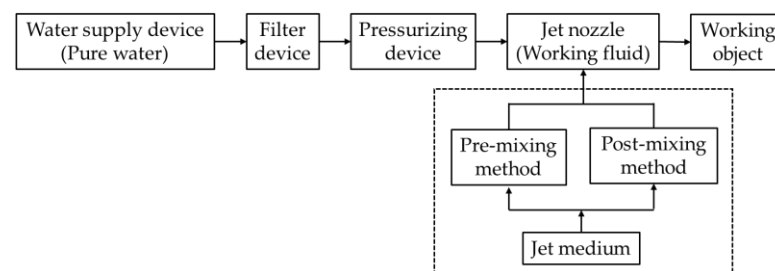 Water supply device
(Pure water)
Filter
device
Pressurizing
device
Jet nozzle
(Working fluid)
Working
object
Pre-mixing
method
Post-mixing
method
Jet medium